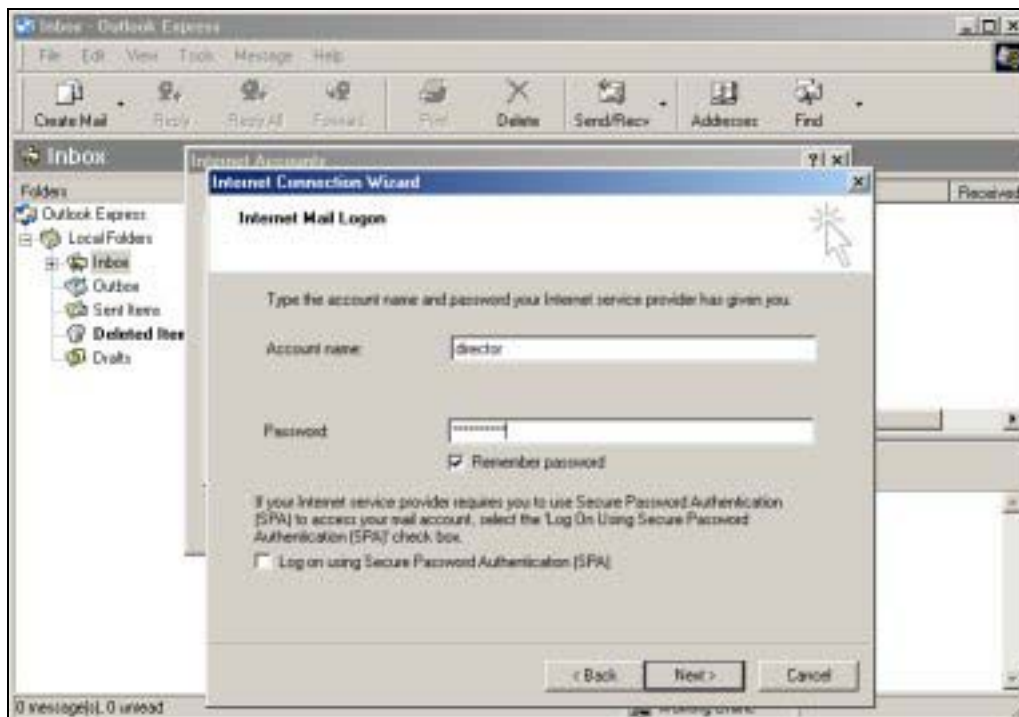 Inbox - Outlook Express
File Edit View Tools Message Help
Create Mail Reply Reply All Forward Print Delete Send/Recv Addresses Find
Inbox
Internet Accounts
Internet Connection Wizard
Folders
Received
Internet Mail Logon
Outlook Express
Local Folders
Inbox
Outbox
Sent Items
Deleted Iter
Drafts
Type the account name and password your Internet service provider has given you.
Account name: director
Password:
Remember password
If your Internet service provider requires you to use Secure Password Authentication
(SPA) to access your mail account, select the 'Log On Using Secure Password
Authentication (SPA)' check box.
Log on using Secure Password Authentication (SPA)
< Back Next > Cancel
0 message(s), 0 unread
Working Online